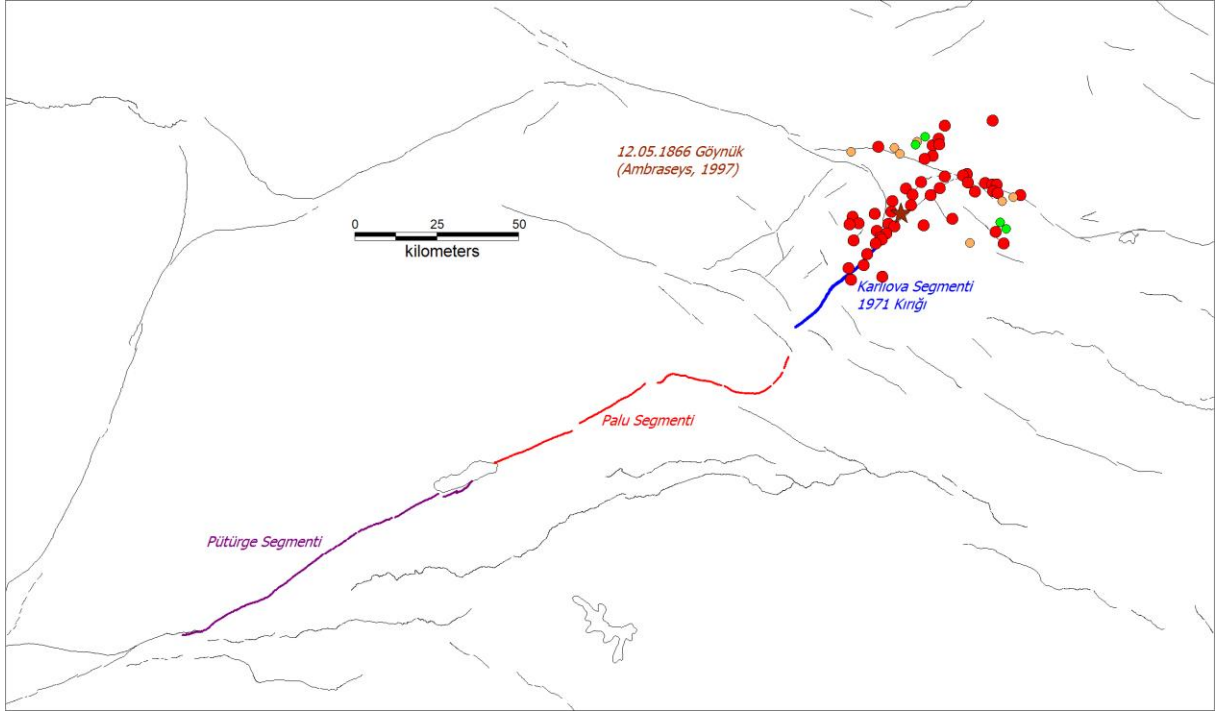 12.05.1866 Göynük
(Ambraseys, 1997)
0 25 50
kilometers
Karlıova Segmenti
1971 Kırığı
Palu Segmenti
Pütürge Segmenti